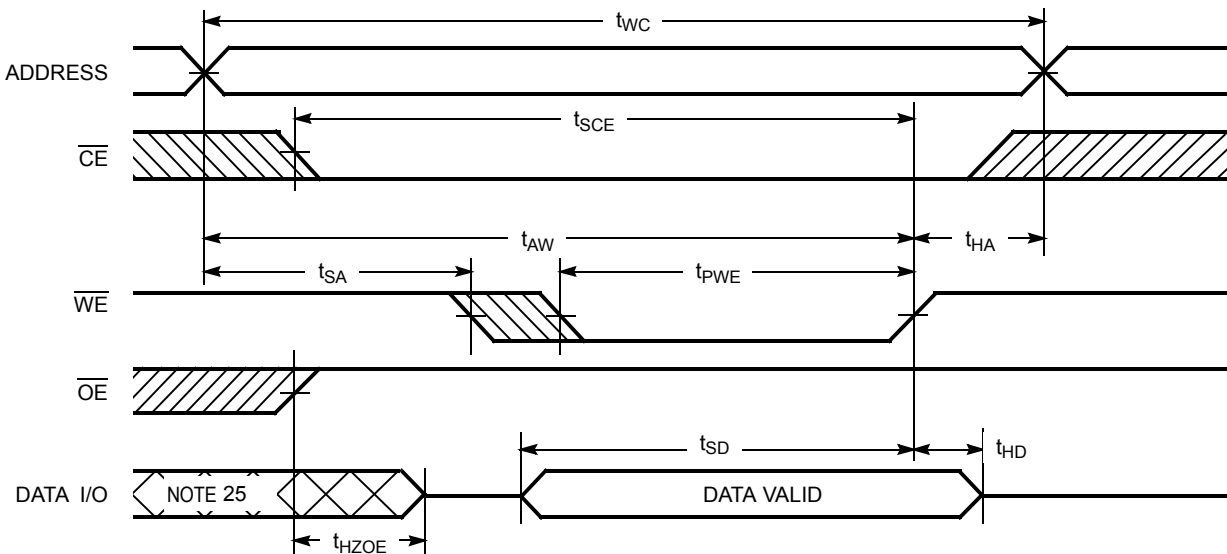 tWC
ADDRESS
tSCE
CE
tAW
tHA
tSA
tPWE
WE
OE
tSD
tHD
DATA I/O
NOTE 25
DATA VALID
tHZOE